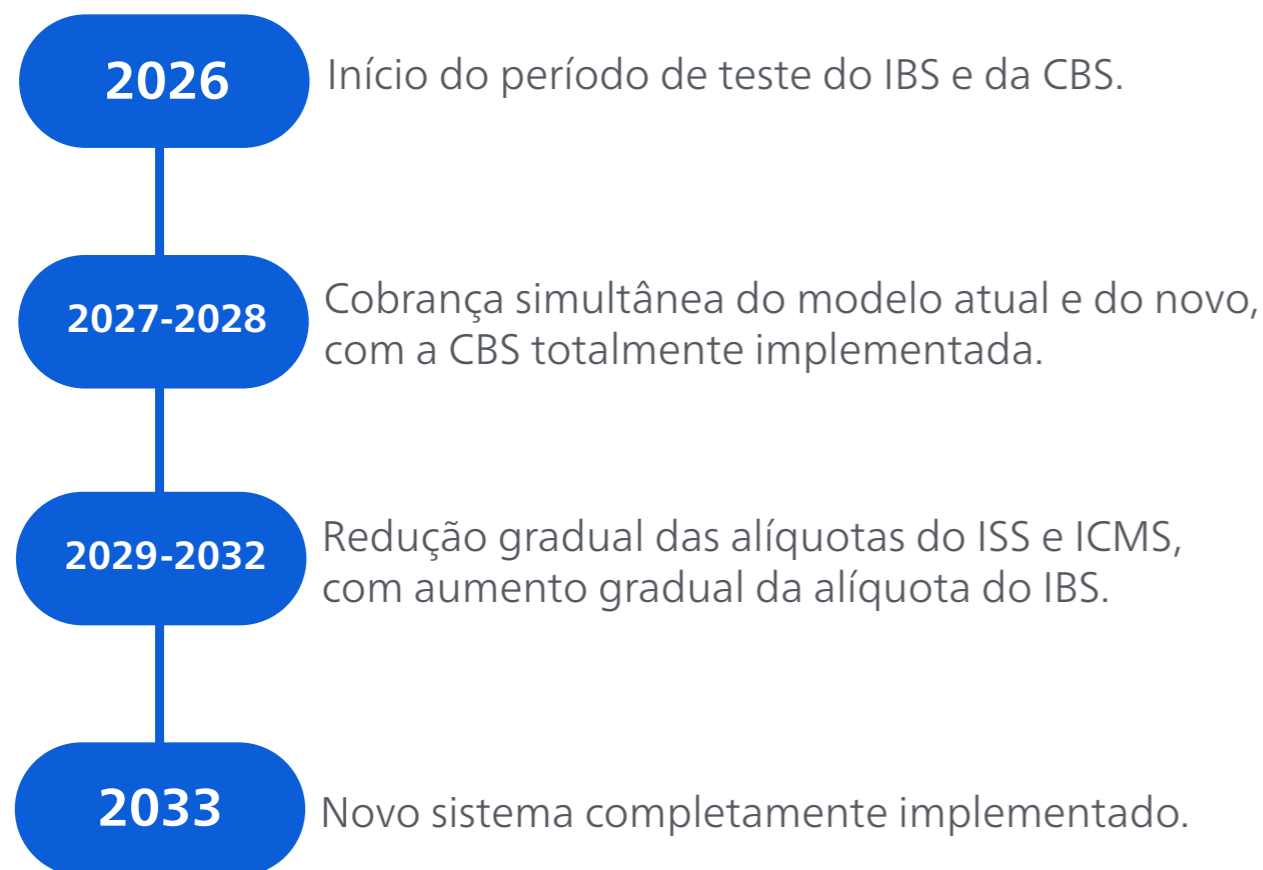 2026
Início do período de teste do IBS e da CBS.
2027-2028
Cobrança simultânea do modelo atual e do novo,
com a CBS totalmente implementada.
2029-2032
Redução gradual das alíquotas do ISS e ICMS,
com aumento gradual da alíquota do IBS.
2033
Novo sistema completamente implementado.